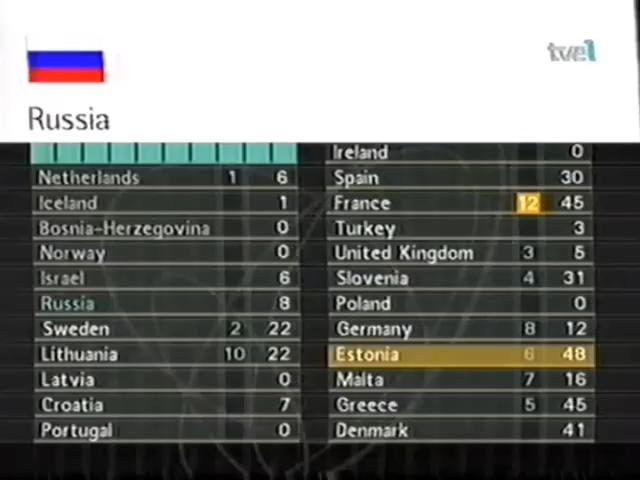 tve1
Russia
Netherlands 1 6
Iceland 1
Bosnia-Herzegovina 0
Norway 0
Israel 6
Russia 8
Sweden 2 22
Lithuania 10 22
Latvia 0
Croatia 7
Portugal 0
Ireland 0
Spain 30
France 12 45
Turkey 3
United Kingdom 3 5
Slovenia 4 31
Poland 0
Germany 8 12
Estonia 6 48
Malta 7 16
Greece 5 45
Denmark 41